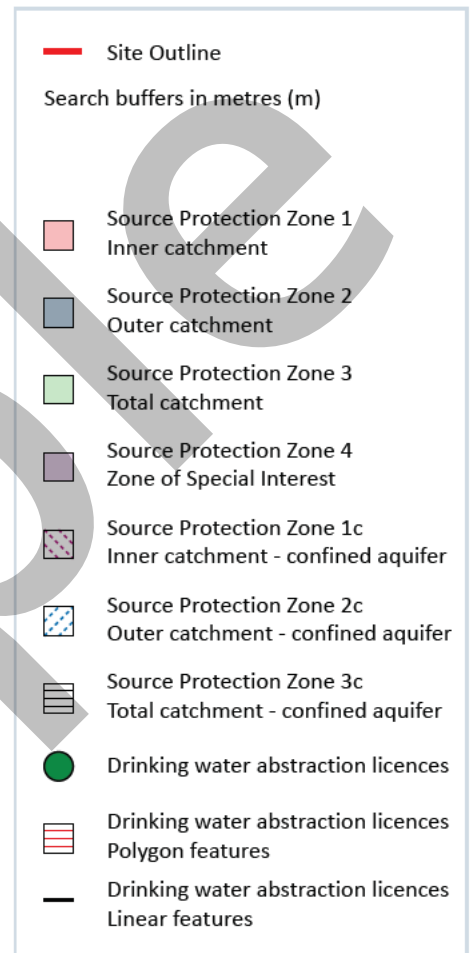 Site Outline
Search buffers in metres (m)
Source Protection Zone 1
Inner catchment
Source Protection Zone 2
Outer catchment
Source Protection Zone 3
Total catchment
Source Protection Zone 4
Zone of Special Interest
Source Protection Zone 1c
Inner catchment - confined aquifer
Source Protection Zone 2c
Outer catchment - confined aquifer
Source Protection Zone 3c
Total catchment - confined aquifer
Drinking water abstraction licences
Drinking water abstraction licences
Polygon features
Drinking water abstraction licences
Linear features